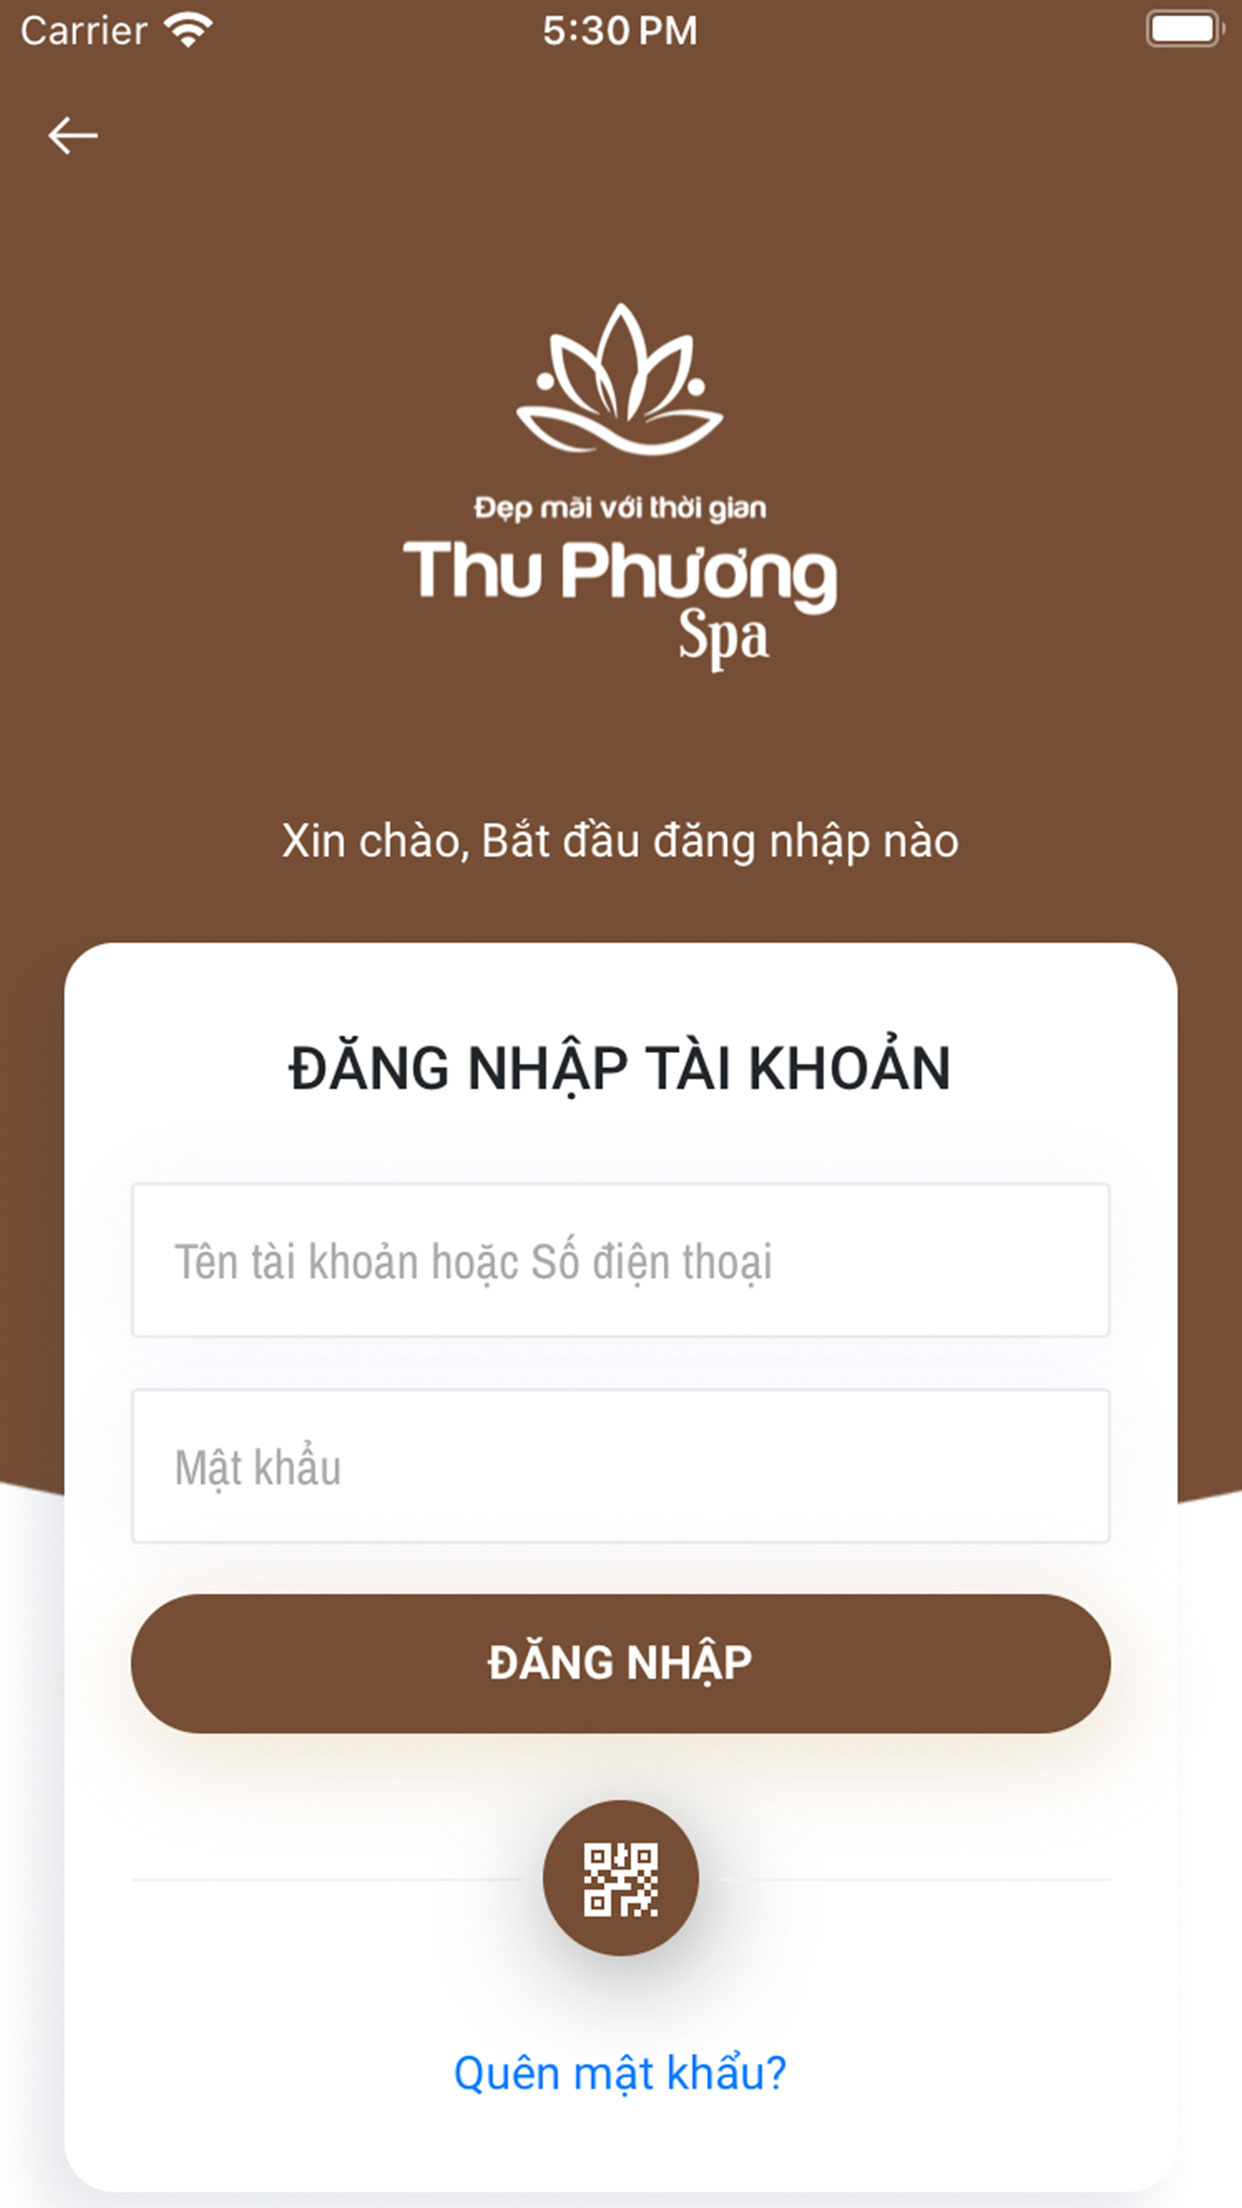 Carrier 5:30 PM
Đẹp mãi với thời gian
Thu Phương
Spa
Xin chào, Bắt đầu đăng nhập nào
ĐĂNG NHẬP TÀI KHOẢN
Tên tài khoản hoặc Số điện thoại
Mật khẩu
ĐĂNG NHẬP
Quên mật khẩu?